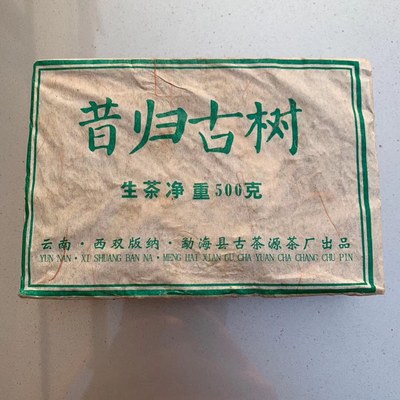 昔归古树
生茶净重500克
云南·西双版纳·勐海县古茶源茶厂出品
YUN NAN · XI SHUANG BAN NA · MENG HAI XIAN GU CHA YUAN CHA CHANG CHU PIN